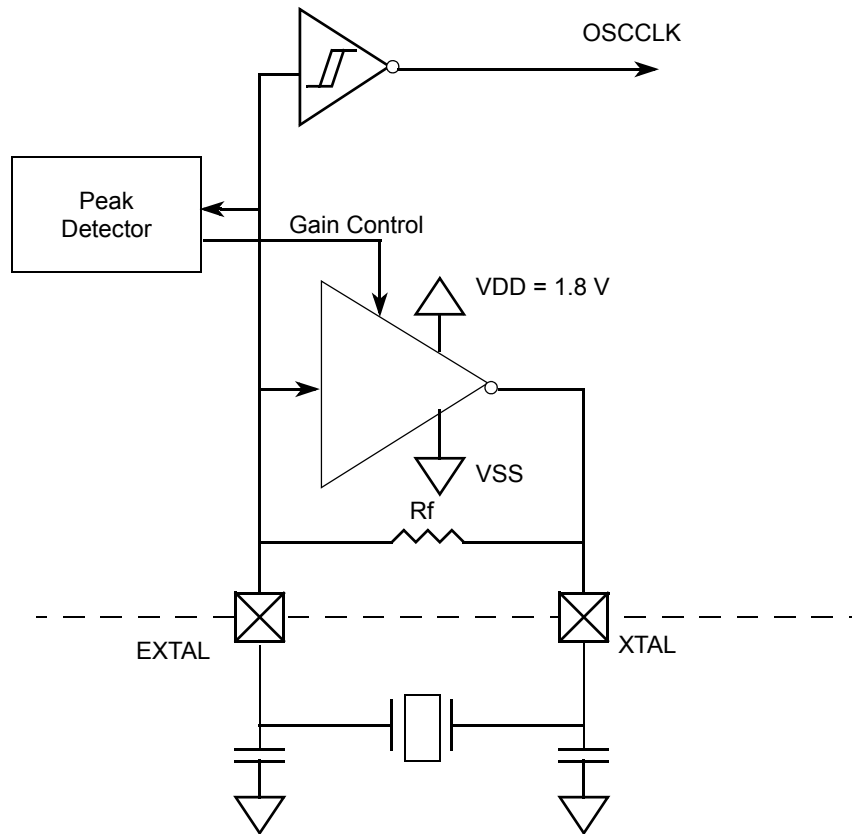 OSCCLK
Peak
Detector
Gain Control
VDD = 1.8 V
VSS
Rf
EXTAL
XTAL